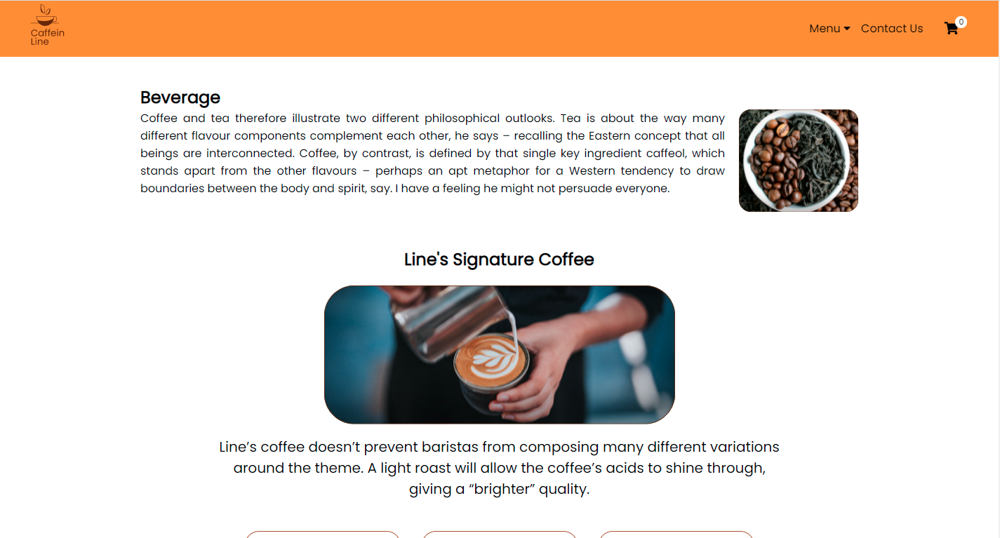 Caffein
Line
Menu
Contact Us
0
Beverage
Coffee and tea therefore illustrate two different philosophical outlooks. Tea is about the way many
different flavour components complement each other, he says – recalling the Eastern concept that all
beings are interconnected. Coffee, by contrast, is defined by that single key ingredient caffeol, which
stands apart from the other flavours – perhaps an apt metaphor for a Western tendency to draw
boundaries between the body and spirit, say. I have a feeling he might not persuade everyone.
Line's Signature Coffee
Line’s coffee doesn’t prevent baristas from composing many different variations
around the theme. A light roast will allow the coffee’s acids to shine through,
giving a “brighter” quality.